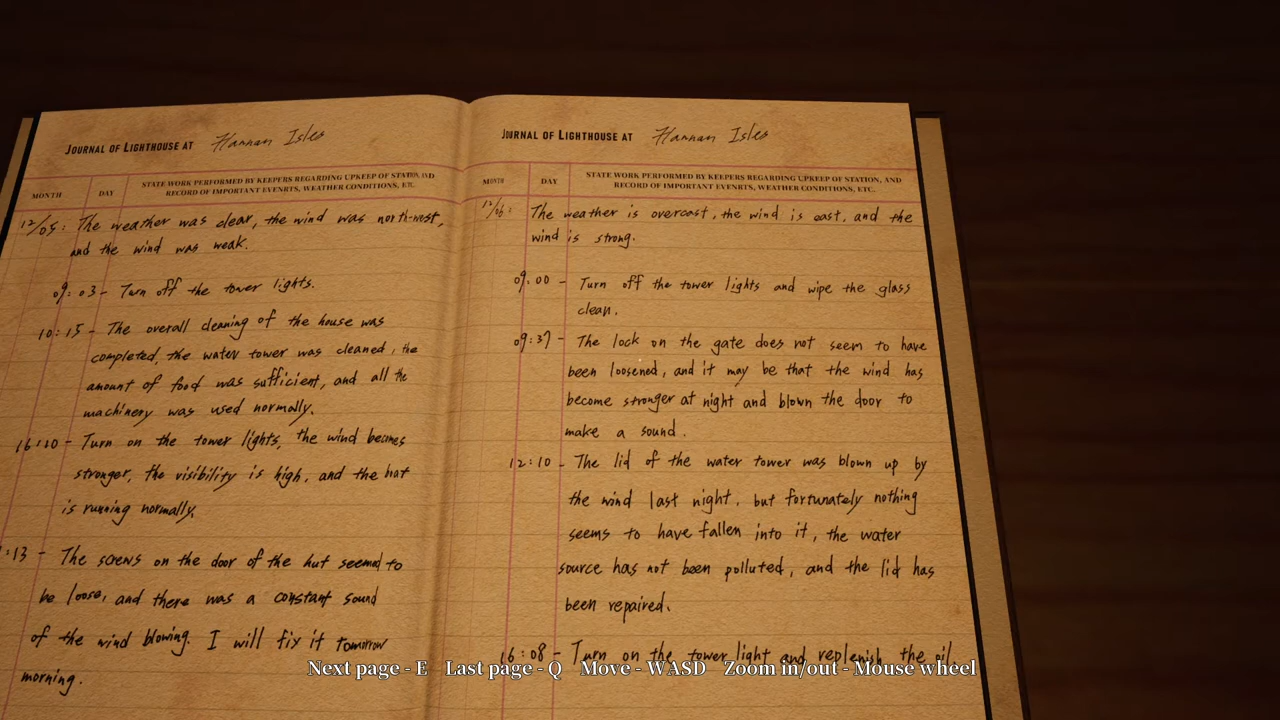 JOURNAL OF LIGHTHOUSE AT Hannan Isles
MONTH DAY STATE WORK PERFORMED BY KEEPERS REGARDING UPKEEP OF STATION, AND
RECORD OF IMPORTANT EVENRTS, WEATHER CONDITIONS, ETC.
12/05: The weather was clear, the wind was north-west,
and the wind was weak.
09:03 - Turn off the tower lights.
10:15 - The overall cleaning of the house was
completed, the water tower was cleaned, the
amount of food was sufficient, and all the
machinery was used normally.
16:10 - Turn on the tower lights, the wind becomes
stronger, the visibility is high, and the hut
is running normally.
:13 - The screws on the door of the hut seemed to
be loose, and there was a constant sound
of the wind blowing. I will fix it tomorrow
morning.
JOURNAL OF LIGHTHOUSE AT Hannan Isles
MONTH DAY STATE WORK PERFORMED BY KEEPERS REGARDING UPKEEP OF STATION, AND
RECORD OF IMPORTANT EVENRTS, WEATHER CONDITIONS, ETC.
12/06: The weather is overcast, the wind is east, and the
wind is strong.
09:00 - Turn off the tower lights and wipe the glass
clean.
09:37 - The lock on the gate does not seem to have
been loosened, and it may be that the wind has
become stronger at night and blown the door to
make a sound.
12:10 - The lid of the water tower was blown up by
the wind last night, but fortunately nothing
seems to have fallen into it, the water
source has not been polluted, and the lid has
been repaired.
16:08 - Turn on the tower light and replenish the oil
Next page - E Last page - Q Move - WASD Zoom in/out - Mouse wheel